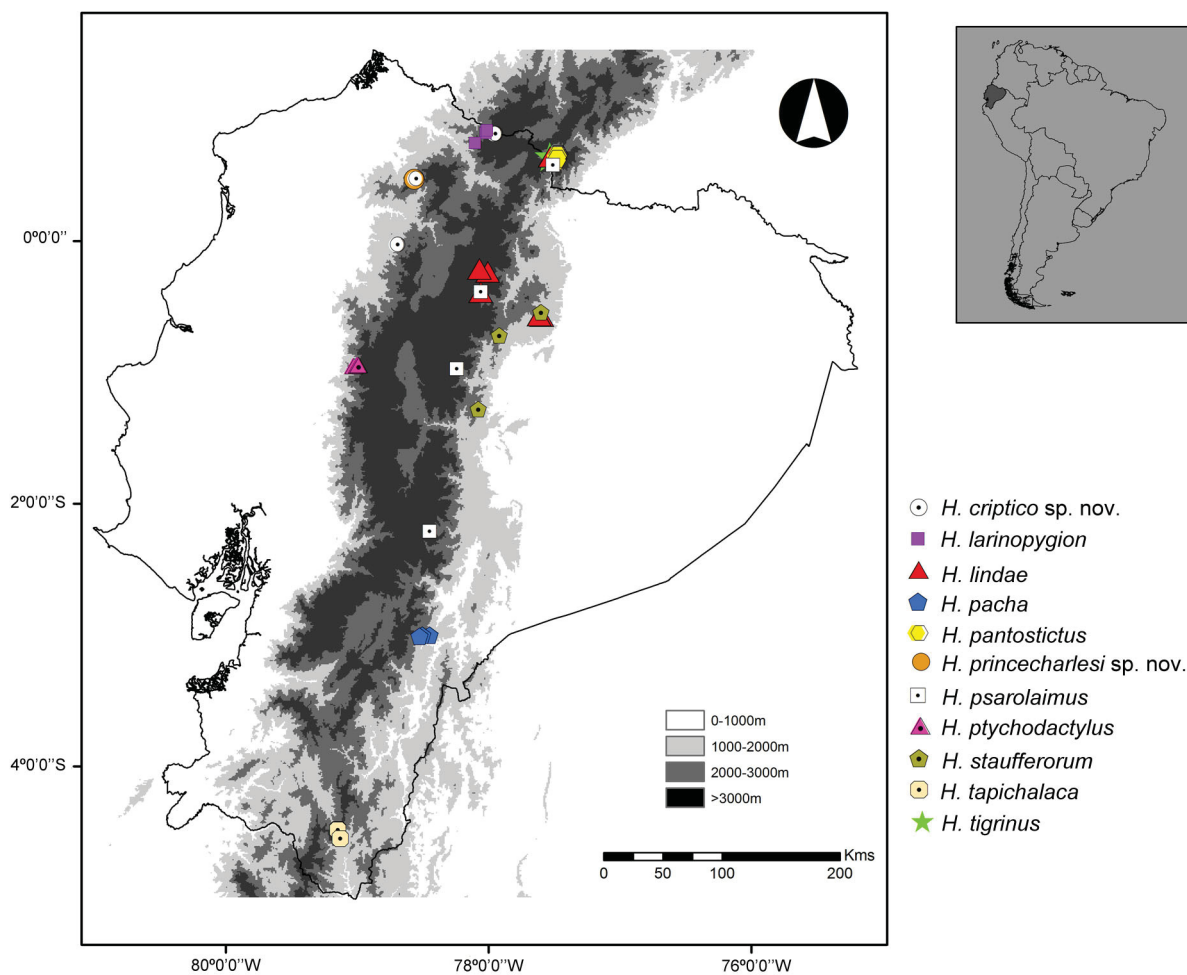 0º0'0''
2º0'0''S
4º0'0''S
80º0'0''W
78º0'0''W
76º0'0''W
0-1000m
1000-2000m
2000-3000m
>3000m
Kms
0 50 100 200
H. criptico sp. nov.
H. larinopygion
H. lindae
H. pacha
H. pantostictus
H. princecharlesi sp. nov.
H. psarolaimus
H. ptychodactylus
H. staufferorum
H. tapichalaca
H. tigrinus